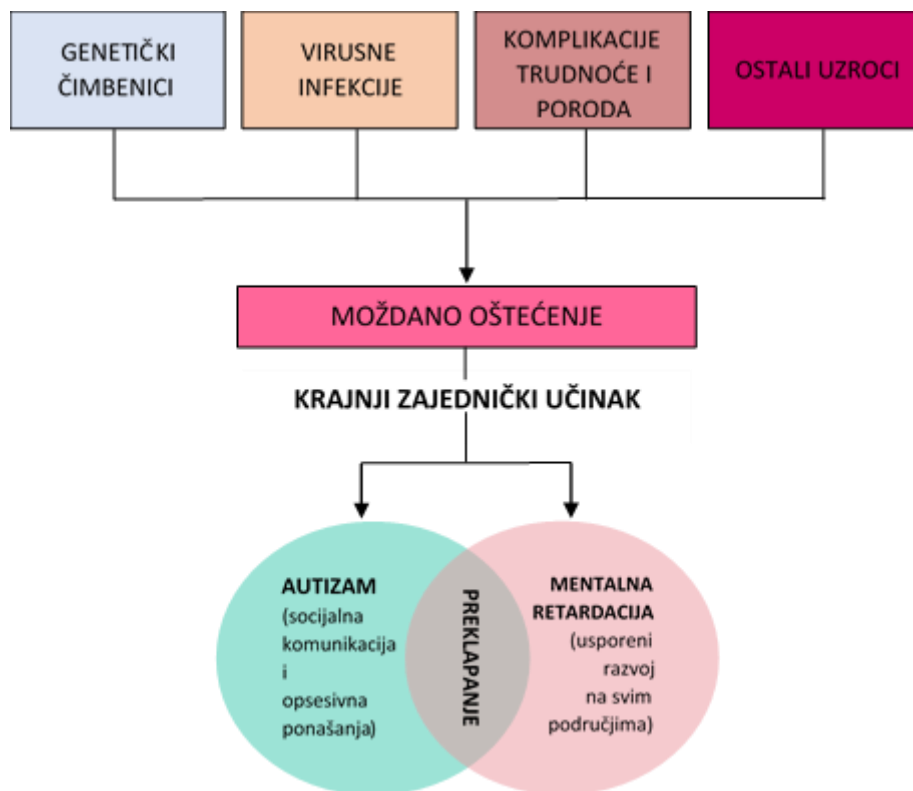 GENETIČKI
ČIMBENICI
VIRUSNE
INFEKCIJE
KOMPLIKACIJE
TRUDNOĆE I
PORODA
OSTALI UZROCI
MOŽDANO OŠTEĆENJE
KRAJNJI ZAJEDNIČKI UČINAK
AUTIZAM
(socijalna
komunikacija
i
opsesivna
ponašanja)
PREKLAPANJE
MENTALNA
RETARDACIJA
(usporeni
razvoj
na svim
područjima)